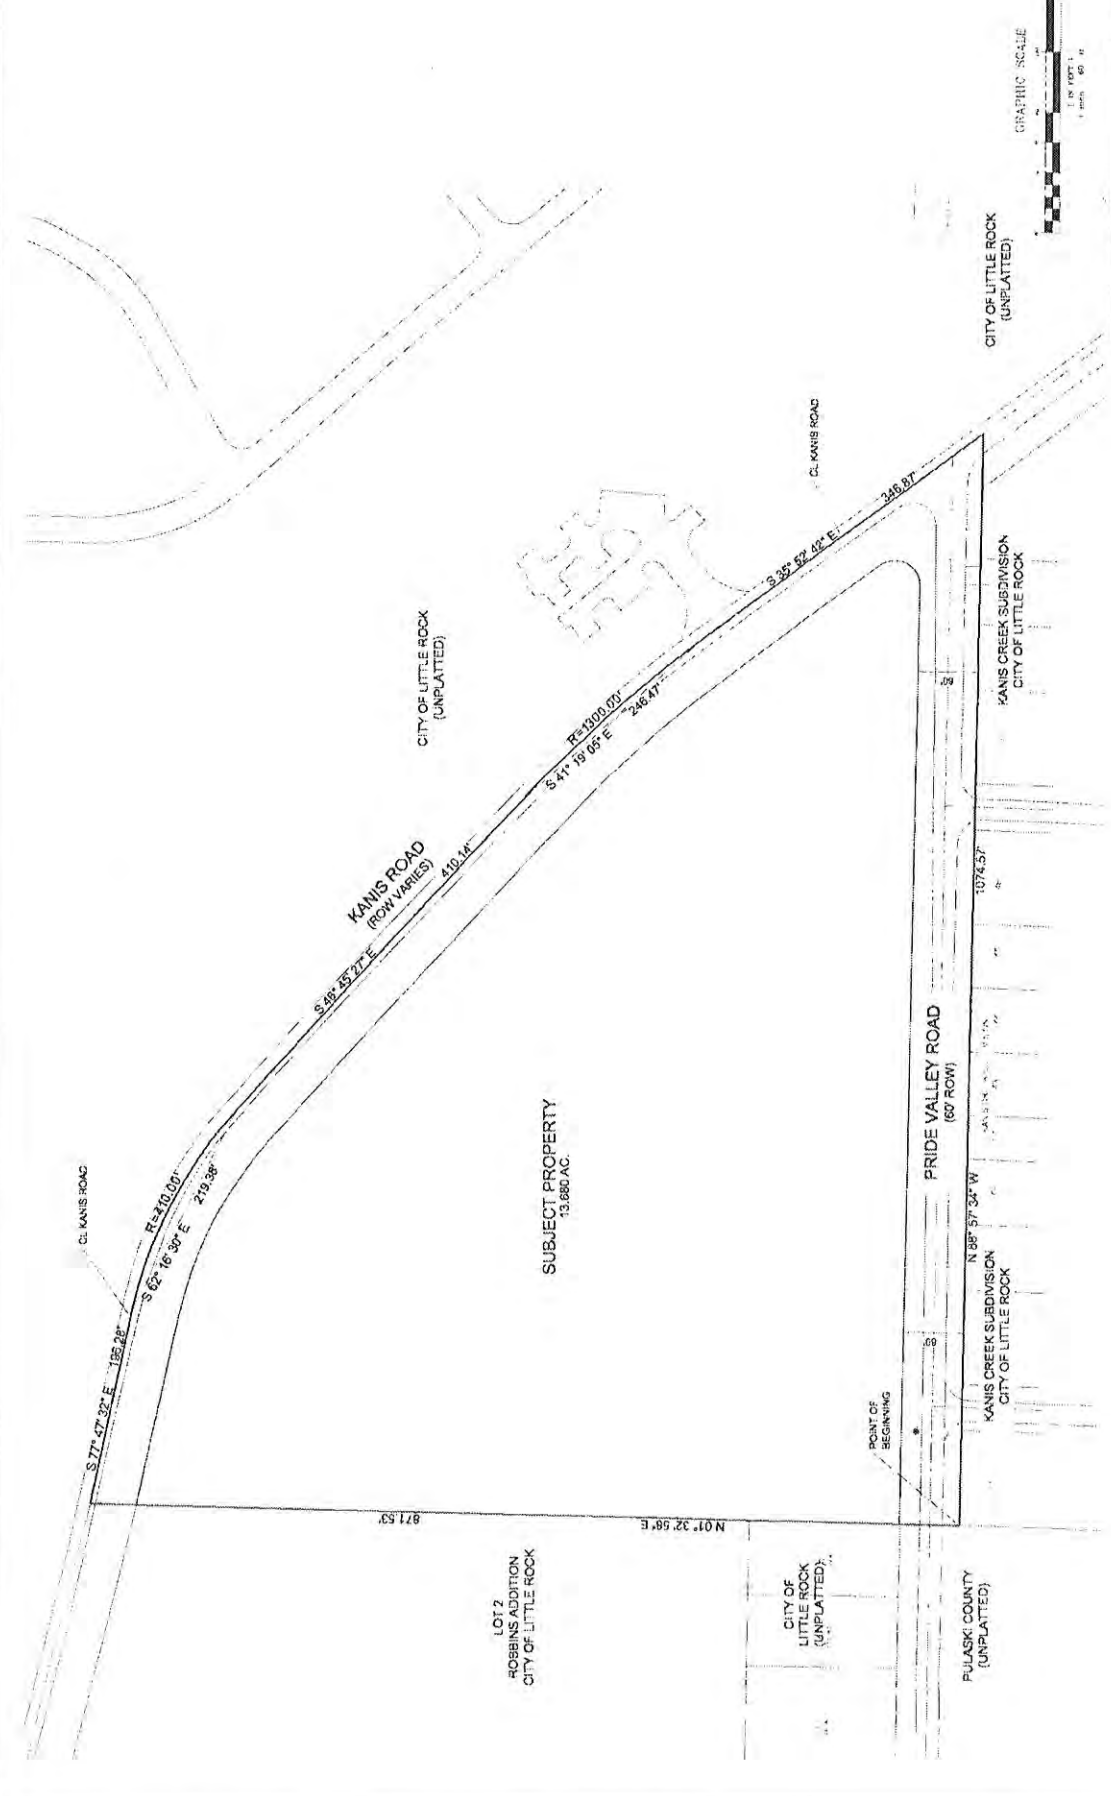 GRAPHIC SCALE
CITY OF LITTLE ROCK
(UNPLATTED)
CL KANIS ROAD
346.87'
S 35° 52' 42" E
KANIS CREEK SUBDIVISION
CITY OF LITTLE ROCK
CITY OF LITTLE ROCK
(UNPLATTED)
R=1300.00'
S 41° 19' 05" E
246.47'
60'
KANIS ROAD
(ROW VARIES)
410.14'
S 46° 45' 27" E
1074.57'
PRIDE VALLEY ROAD
(60' ROW)
N 88° 57' 34" W
SUBJECT PROPERTY
13.680 AC.
CL KANIS ROAD
R=410.00'
S 62° 16' 30" E
219.38'
S 77° 47' 32" E
KANIS CREEK SUBDIVISION
CITY OF LITTLE ROCK
POINT OF
BEGINNING
N 01° 32' 58" E
871.53'
LOT 2
ROBBINS ADDITION
CITY OF LITTLE ROCK
CITY OF
LITTLE ROCK
(UNPLATTED)
PULASKI COUNTY
(UNPLATTED)